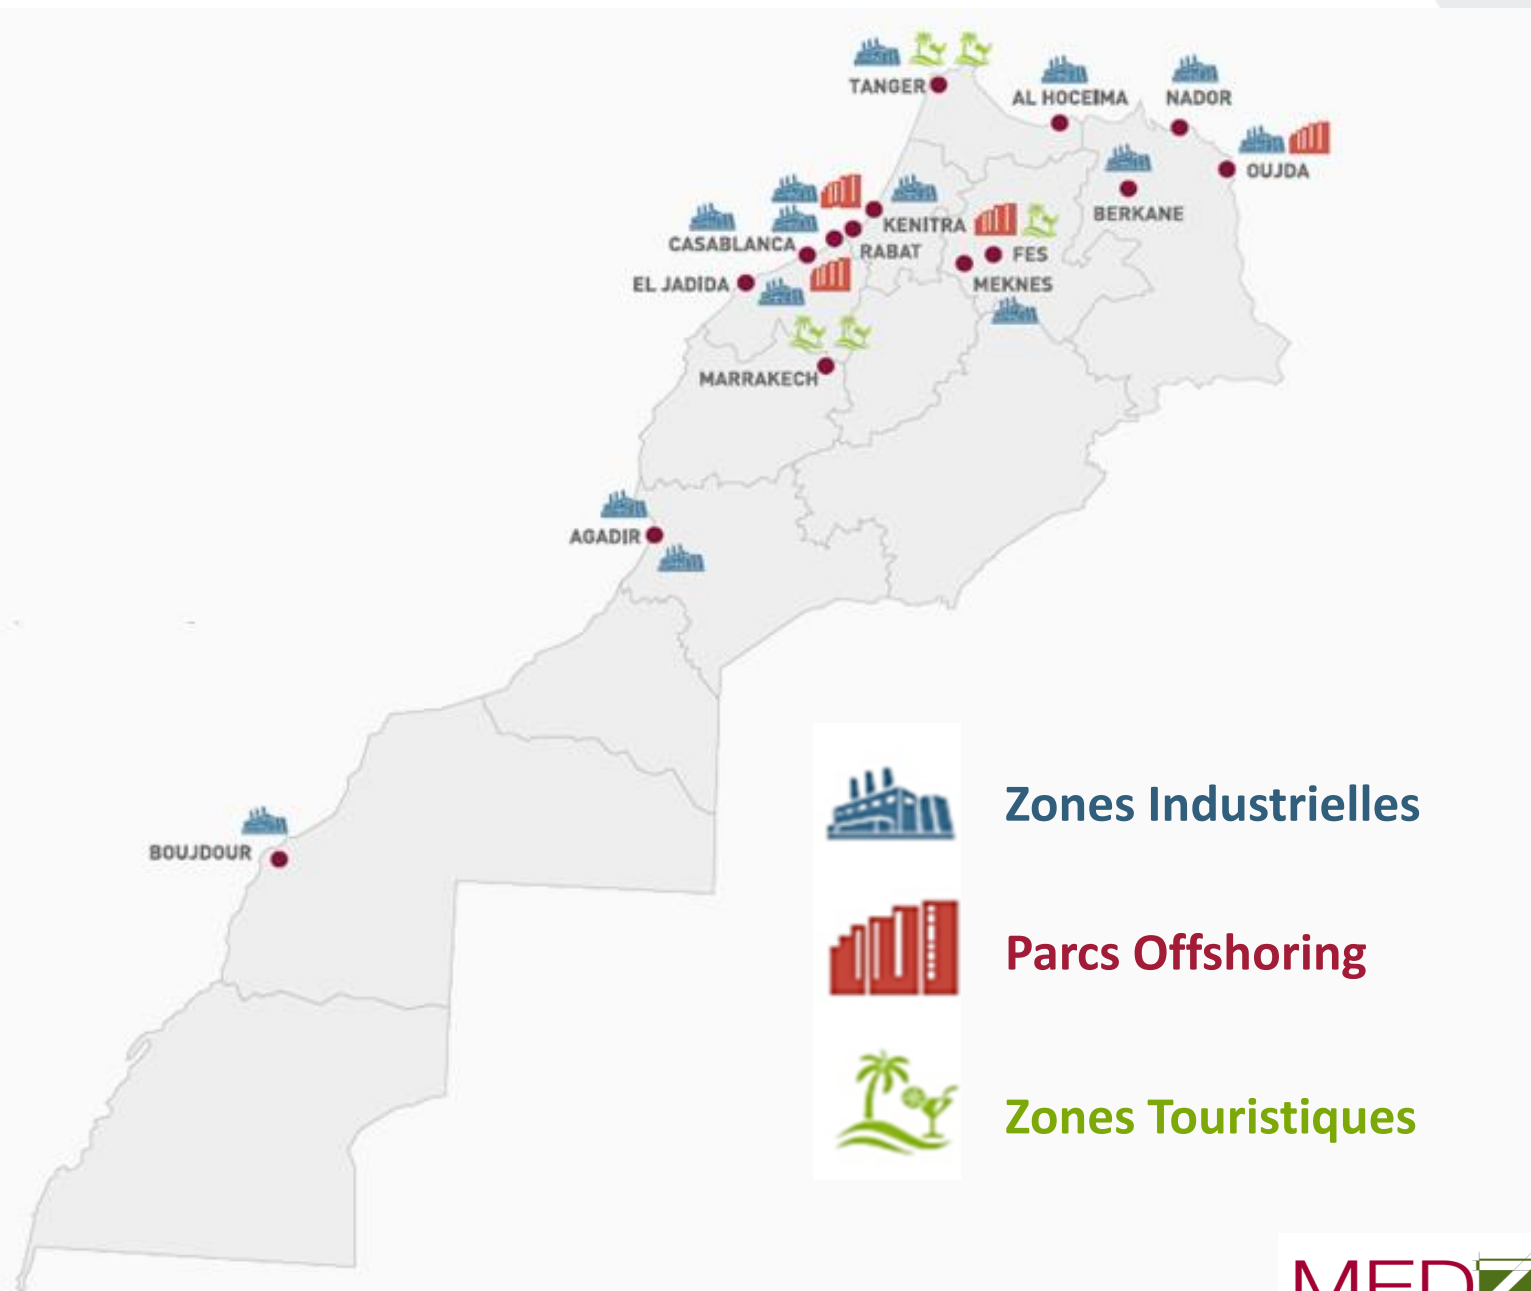 TANGER
AL HOCEIMA
NADOR
OUJDA
BERKANE
KENITRA
CASABLANCA
RABAT
FES
EL JADIDA
MEKNES
MARRAKECH
AGADIR
Zones Industrielles
BOUJDOUR
Parcs Offshoring
Zones Touristiques
MEDZ